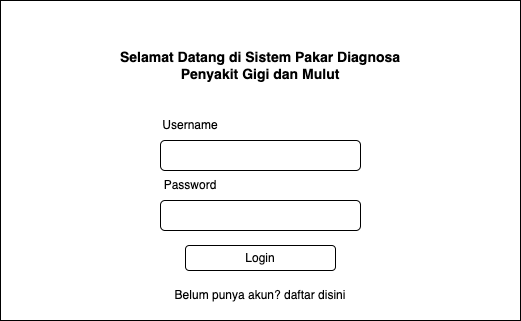 Selamat Datang di Sistem Pakar Diagnosa
Penyakit Gigi dan Mulut
Username
Password
Login
Belum punya akun? daftar disini